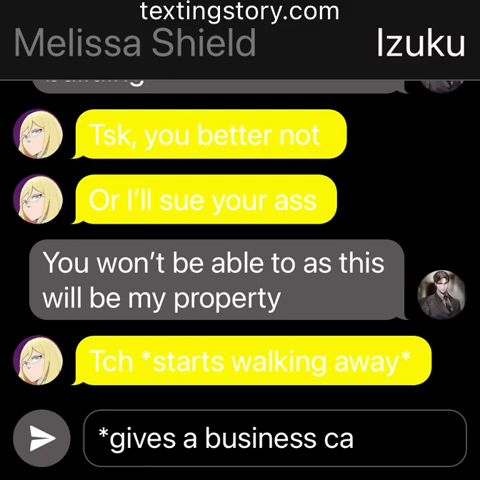 textingstory.com
Melissa Shield Izuku
Tsk, you better not
Or I'll sue your ass
You won't be able to as this
will be my property
Tch *starts walking away*
*gives a business ca